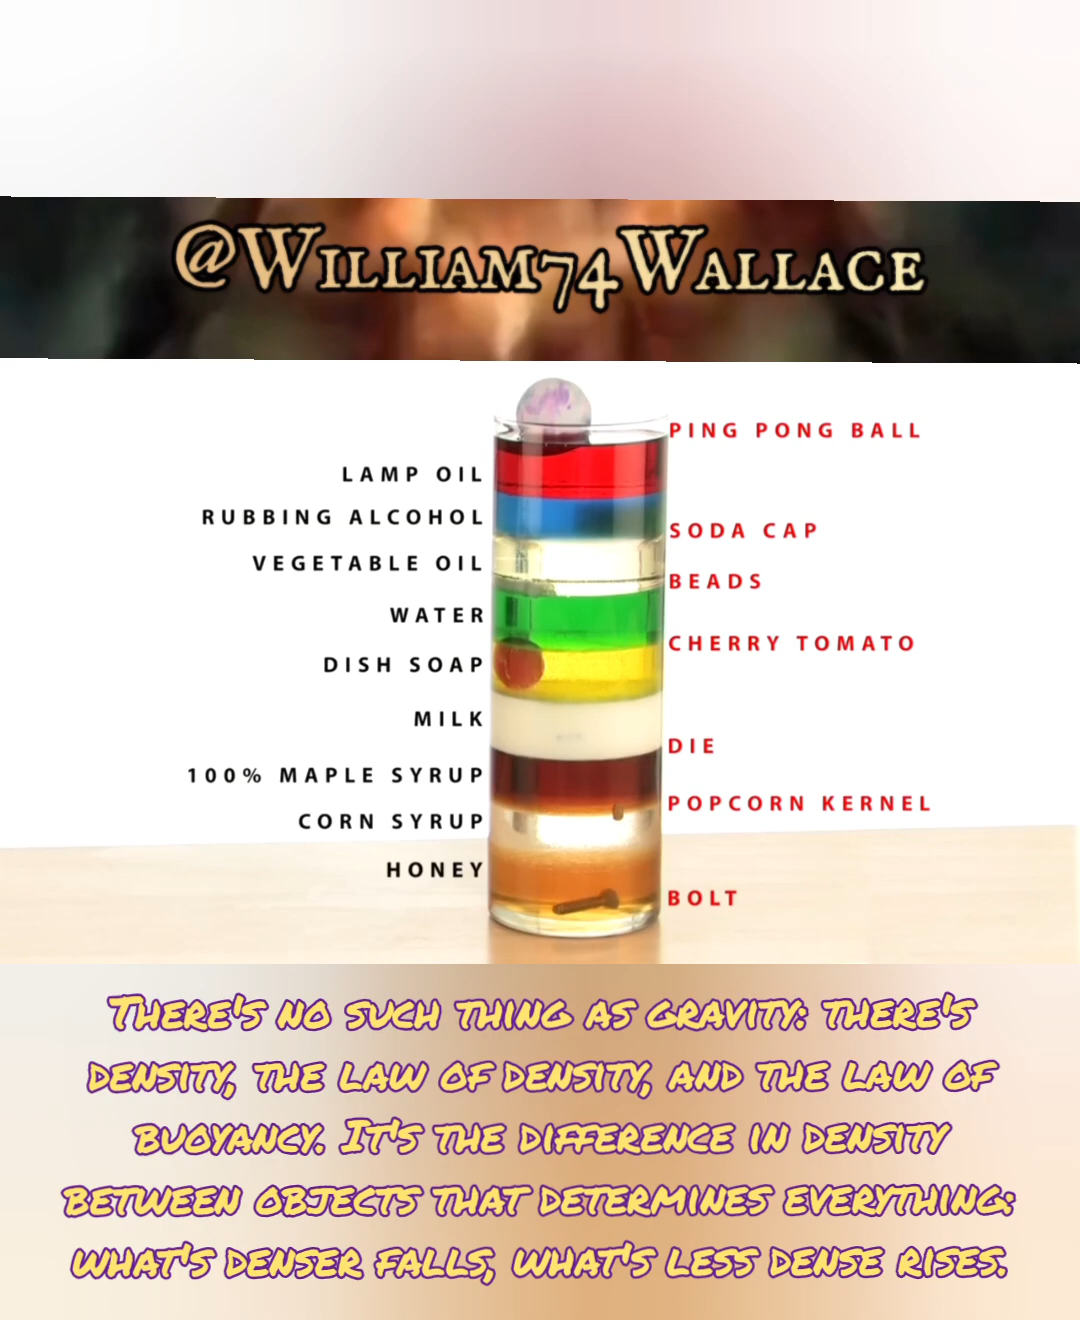 @William74Wallace
PING PONG BALL
LAMP OIL
RUBBING ALCOHOL
SODA CAP
VEGETABLE OIL
BEADS
WATER
CHERRY TOMATO
DISH SOAP
MILK
DIE
100% MAPLE SYRUP
POPCORN KERNEL
CORN SYRUP
HONEY
BOLT
There's no such thing as gravity: there's
density, the law of density, and the law of
buoyancy. It's the difference in density
between objects that determines everything:
what's denser falls, what's less dense rises.